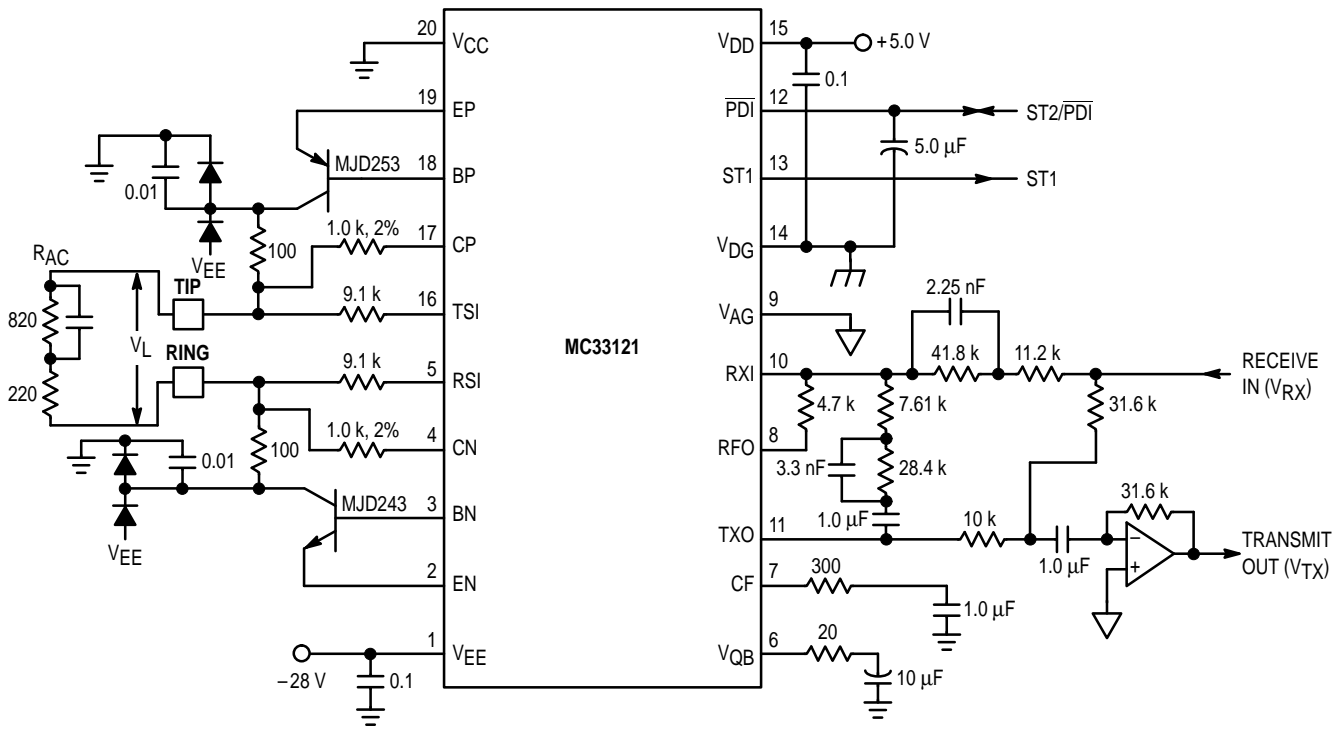 20
VCC
19
EP
MJD253
18
BP
0.01
1.0 k, 2%
17
CP
100
VEE
RAC
TIP
9.1 k
16
TSI
820
VL
RING
9.1 k
5
RSI
220
1.0 k, 2%
4
CN
0.01
100
MJD243
3
BN
VEE
2
EN
1
VEE
–28 V
0.1
MC33121
VDD
15
+5.0 V
0.1
PDI
12
ST2/PDI
5.0 µF
ST1
13
ST1
VDG
14
VAG
9
2.25 nF
RXI
10
41.8 k
11.2 k
RECEIVE
IN (VRX)
4.7 k
7.61 k
31.6 k
RFO
8
3.3 nF
28.4 k
1.0 µF
TXO
11
10 k
31.6 k
1.0 µF
–
+
TRANSMIT
OUT (VTX)
CF
7
300
1.0 µF
VQB
6
20
10 µF